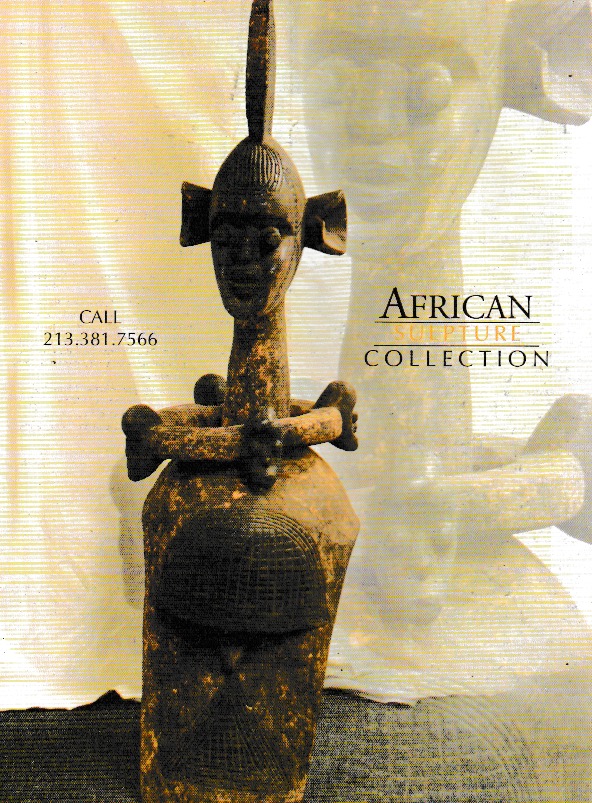 CALL
213.381.7566
AFRICAN
SULPTURE
COLLECTION